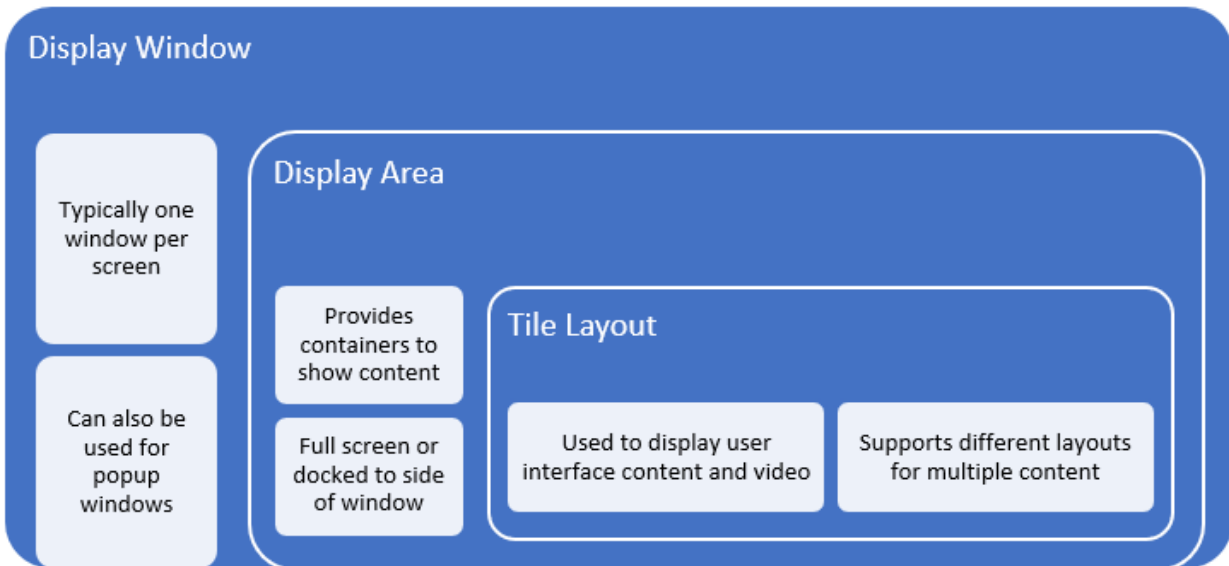 Display Window
Typically one
window per
screen
Can also be
used for
popup
windows
Display Area
Provides
containers to
show content
Full screen or
docked to side
of window
Tile Layout
Used to display user
interface content and video
Supports different layouts
for multiple content